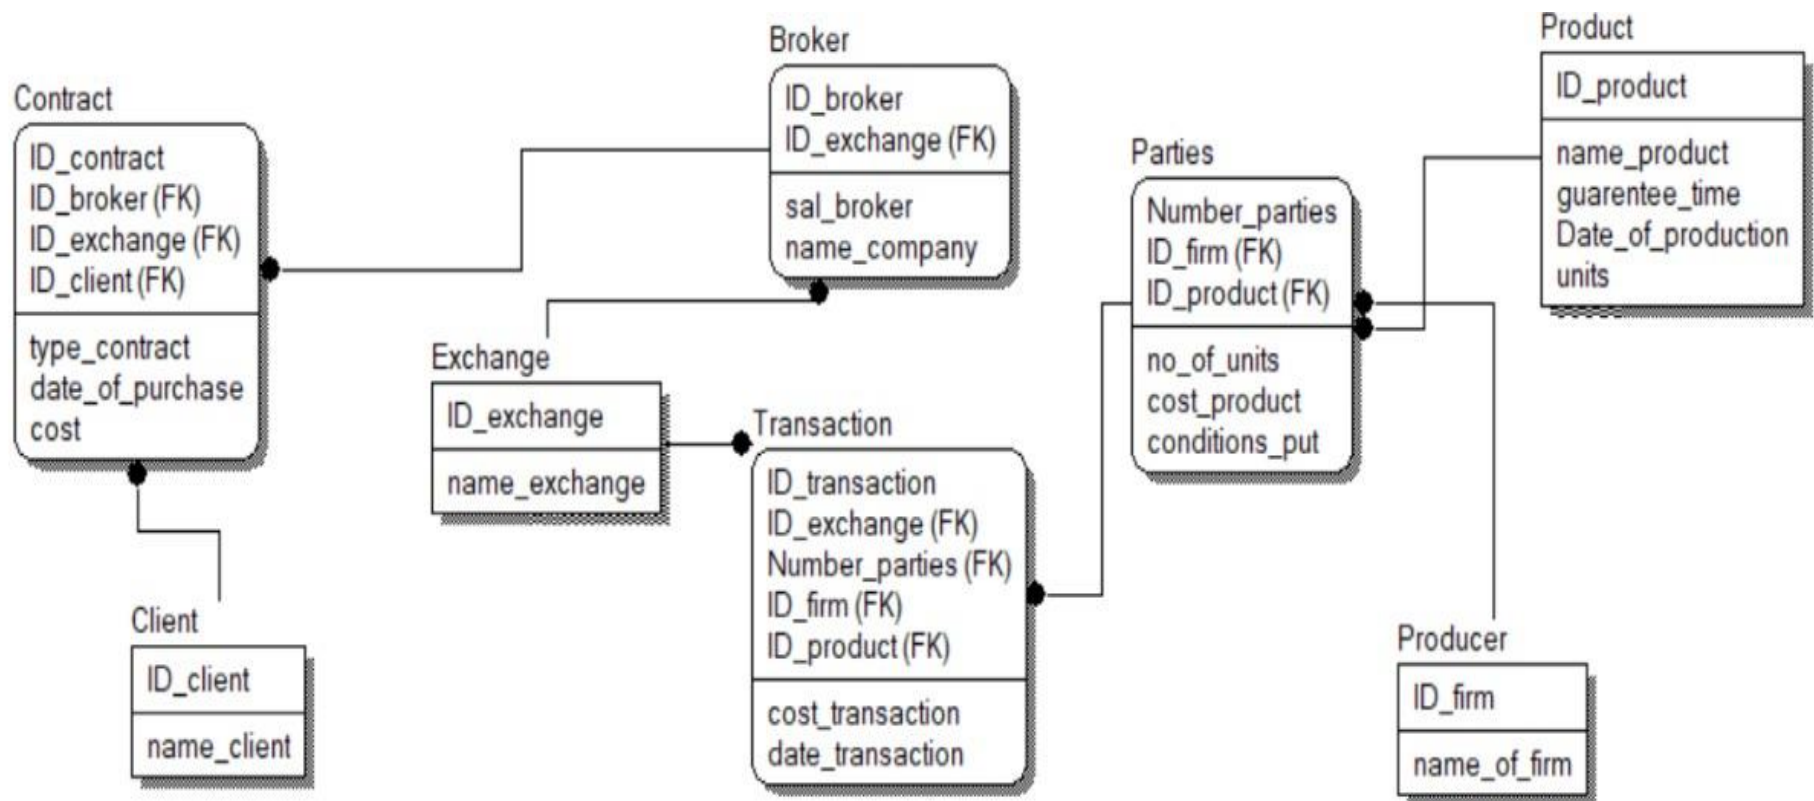 Contract
ID_contract
ID_broker (FK)
ID_exchange (FK)
ID_client (FK)
type_contract
date_of_purchase
cost
Client
ID_client
name_client
Broker
ID_broker
ID_exchange (FK)
sal_broker
name_company
Exchange
ID_exchange
name_exchange
Transaction
ID_transaction
ID_exchange (FK)
Number_parties (FK)
ID_firm (FK)
ID_product (FK)
cost_transaction
date_transaction
Parties
Number_parties
ID_firm (FK)
ID_product (FK)
no_of_units
cost_product
conditions_put
Product
ID_product
name_product
guarentee_time
Date_of_production
units
Producer
ID_firm
name_of_firm